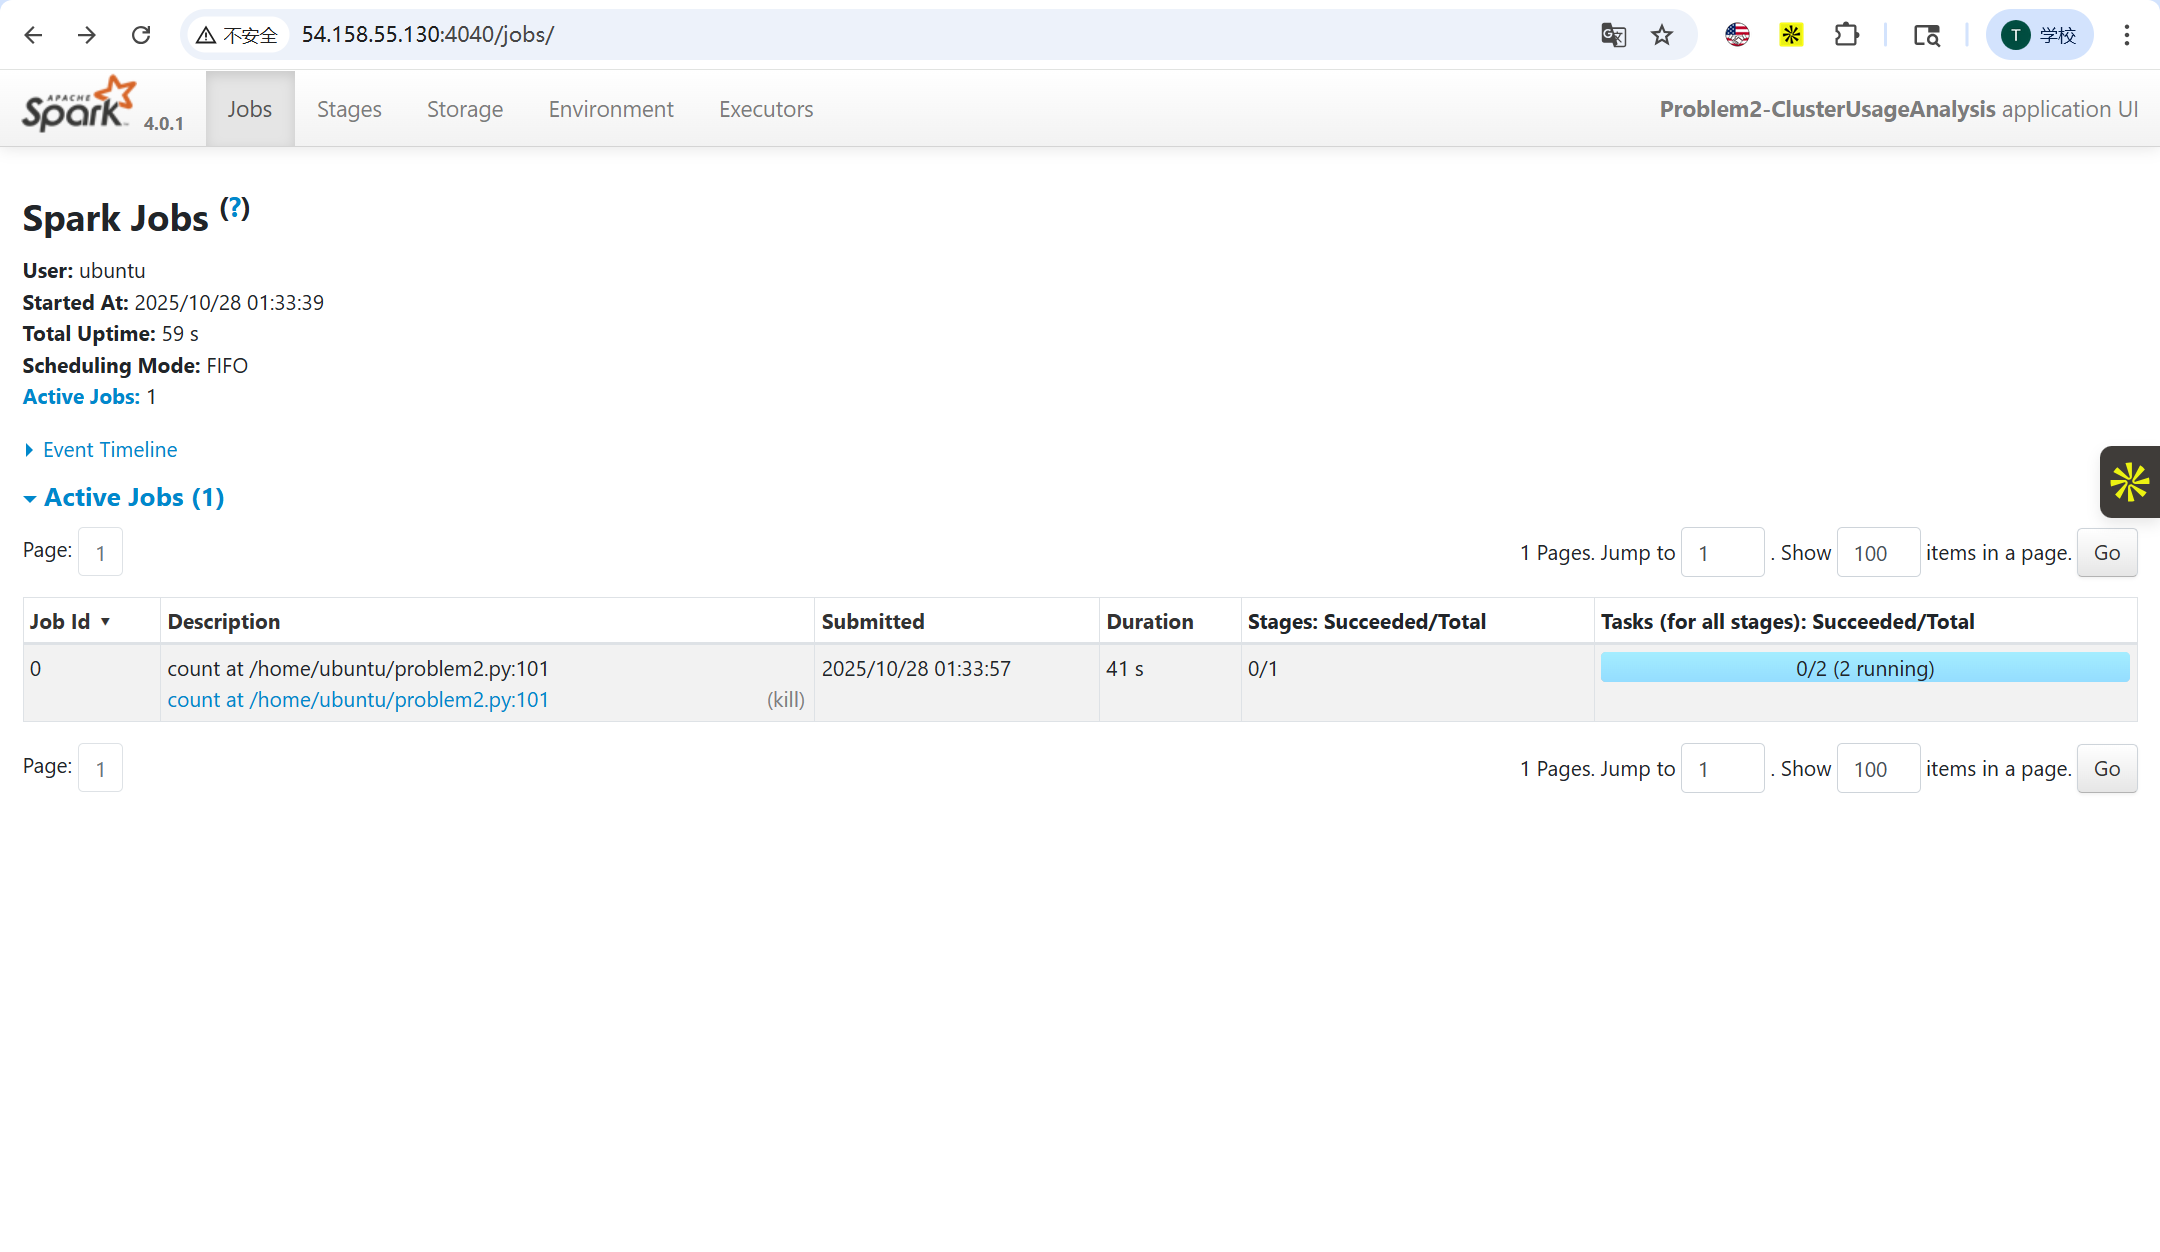 不安全 54.158.55.130:4040/jobs/ T 学校
APACHE Spark 4.0.1 Jobs Stages Storage Environment Executors Problem2-ClusterUsageAnalysis application UI
Spark Jobs (?)
User: ubuntu
Started At: 2025/10/28 01:33:39
Total Uptime: 59 s
Scheduling Mode: FIFO
Active Jobs: 1
Event Timeline
Active Jobs (1)
Page: 1 1 Pages. Jump to 1 . Show 100 items in a page. Go
Job Id ▼ Description Submitted Duration Stages: Succeeded/Total Tasks (for all stages): Succeeded/Total
0 count at /home/ubuntu/problem2.py:101 2025/10/28 01:33:57 41 s 0/1 0/2 (2 running)
count at /home/ubuntu/problem2.py:101 (kill)
Page: 1 1 Pages. Jump to 1 . Show 100 items in a page. Go